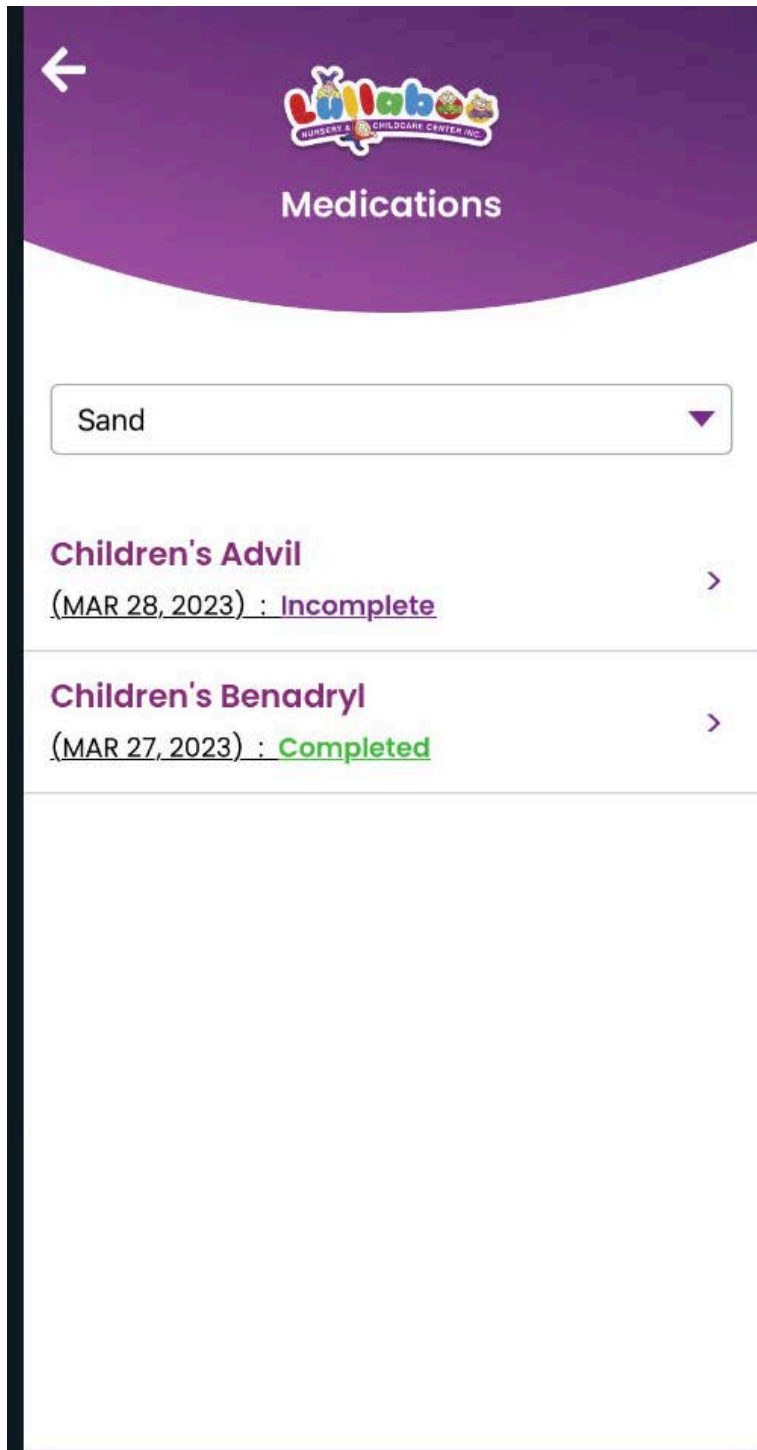 Lullaboo
NURSERY & CHILDCARE CENTER INC.
Medications
Sand
Children's Advil
(MAR 28, 2023) : Incomplete
Children's Benadryl
(MAR 27, 2023) : Completed